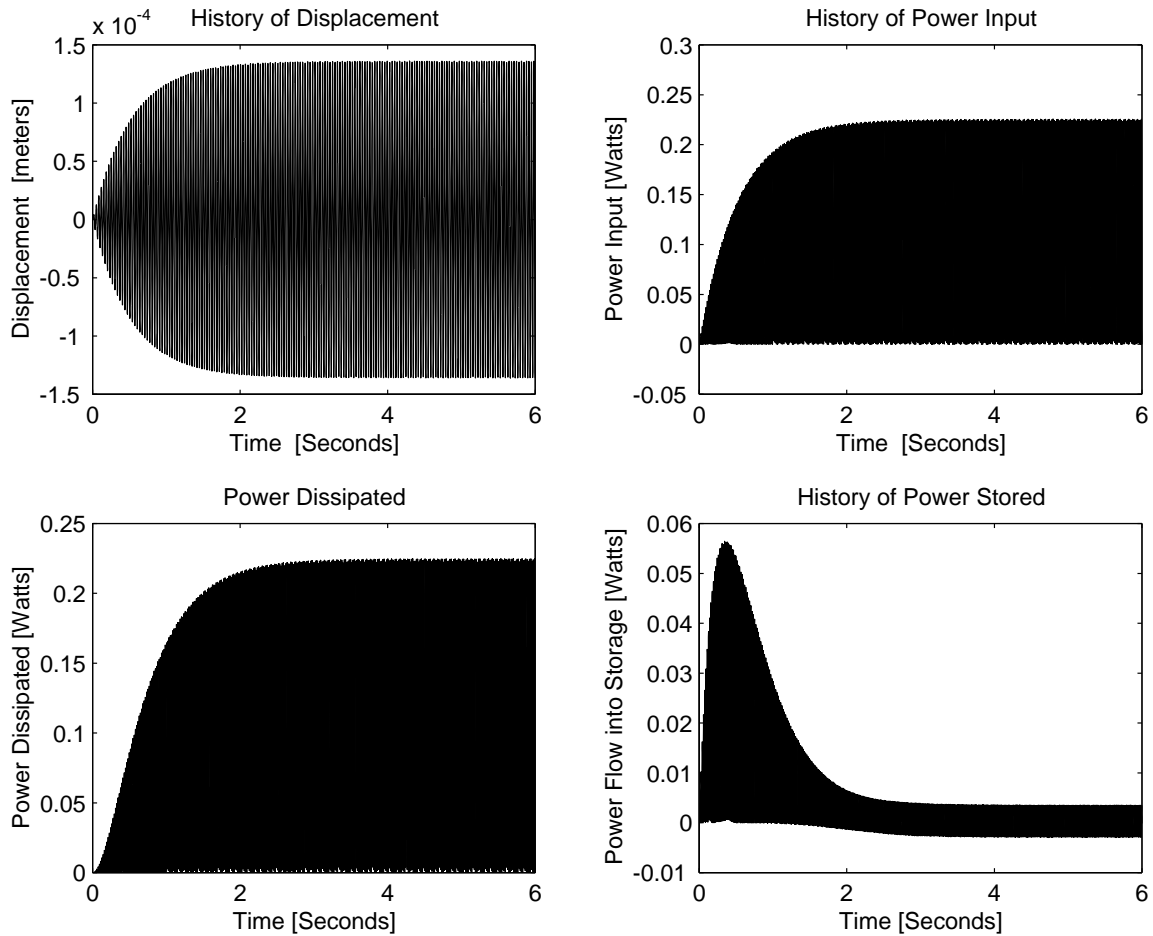 History of Displacement
x 10-4
1.5
1
0.5
0
-0.5
-1
-1.5
Displacement [meters]
0 2 4 6
Time [Seconds]
History of Power Input
0.3
0.25
0.2
0.15
0.1
0.05
0
-0.05
Power Input [Watts]
0 2 4 6
Time [Seconds]
Power Dissipated
0.25
0.2
0.15
0.1
0.05
0
Power Dissipated [Watts]
0 2 4 6
Time [Seconds]
History of Power Stored
0.06
0.05
0.04
0.03
0.02
0.01
0
-0.01
Power Flow into Storage [Watts]
0 2 4 6
Time [Seconds]